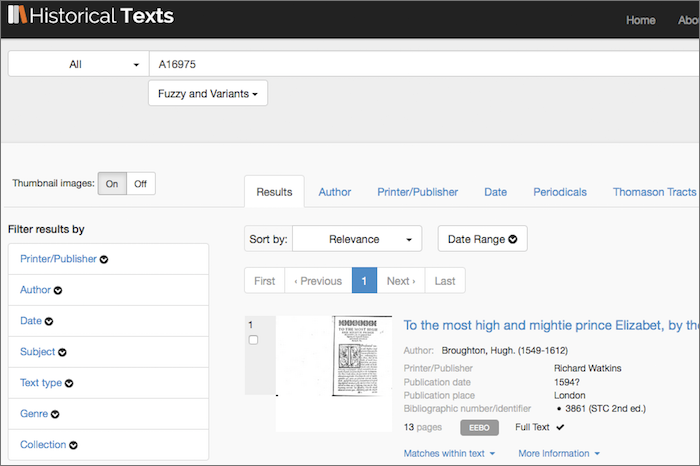 Historical Texts
Home
Abou
All
A16975
Fuzzy and Variants
Thumbnail images: On Off
Results Author Printer/Publisher Date Periodicals Thomason Tracts
Filter results by
Sort by: Relevance Date Range
Printer/Publisher
Author
Date
Subject
Text type
Genre
Collection
First ‹ Previous 1 Next › Last
1
To the most high and mightie prince Elizabet, by the
Author: Broughton, Hugh. (1549-1612)
Printer/Publisher Richard Watkins
Publication date 1594?
Publication place London
Bibliographic number/identifier • 3861 (STC 2nd ed.)
13 pages EEBO Full Text
Matches within text More Information